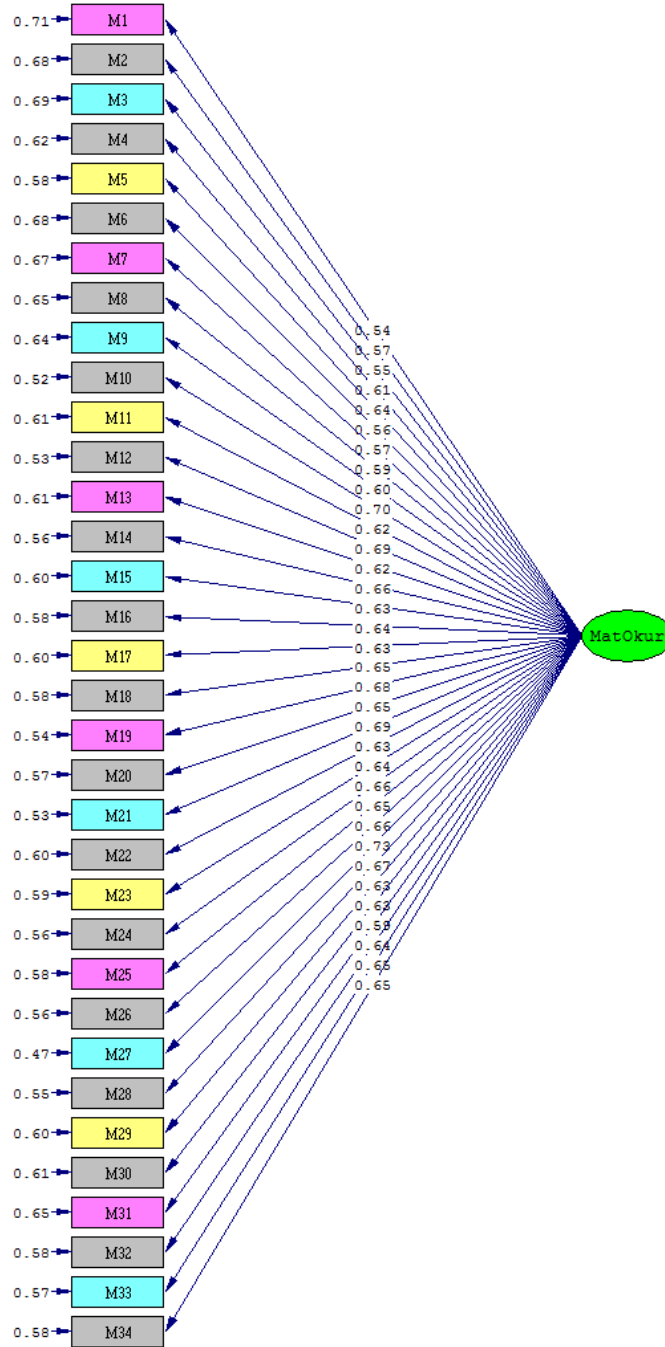 0.71 M1
0.68 M2
0.69 M3
0.62 M4
0.58 M5
0.68 M6
0.67 M7
0.65 M8
0.64 M9
0.52 M10
0.61 M11
0.53 M12
0.61 M13
0.56 M14
0.60 M15
0.58 M16
0.60 M17
0.58 M18
0.54 M19
0.57 M20
0.53 M21
0.60 M22
0.59 M23
0.56 M24
0.58 M25
0.56 M26
0.47 M27
0.55 M28
0.60 M29
0.61 M30
0.65 M31
0.58 M32
0.57 M33
0.58 M34
0.54
0.57
0.55
0.61
0.64
0.56
0.57
0.59
0.60
0.70
0.62
0.69
0.62
0.66
0.63
0.64
0.63
0.65
0.68
0.65
0.69
0.63
0.64
0.66
0.65
0.66
0.73
0.67
0.63
0.63
0.59
0.64
0.65
0.65
MatOkur